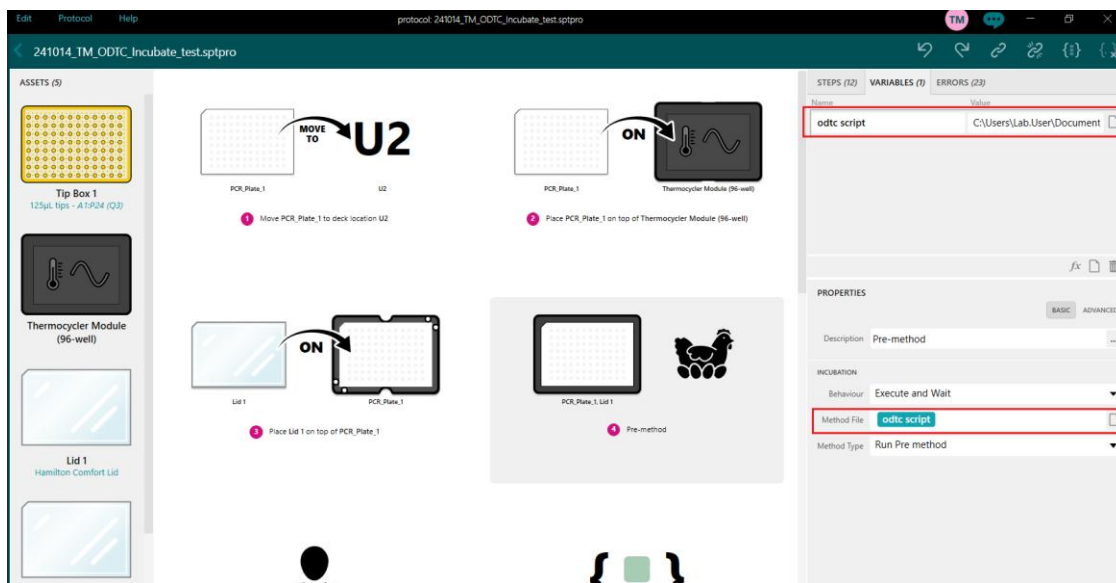 Edit Protocol Help
protocol: 241014_TM_ODTC_Incubate_test.sptpro
TM
241014_TM_ODTC_Incubate_test.sptpro
ASSETS (5)
Tip Box 1
125µL tips - A1:P24 (Q3)
Thermocycler Module
(96-well)
Lid 1
Hamilton Comfort Lid
MOVE
TO
U2
PCR_Plate_1
U2
1 Move PCR_Plate_1 to deck location U2
ON
PCR_Plate_1
Thermocycler Module (96-well)
2 Place PCR_Plate_1 on top of Thermocycler Module (96-well)
ON
Lid 1
PCR_Plate_1
3 Place Lid 1 on top of PCR_Plate_1
PCR_Plate_1, Lid 1
4 Pre-method
STEPS (12) VARIABLES (1) ERRORS (23)
Name Value
odtc script C:\Users\Lab.User\Document
fx
PROPERTIES
BASIC ADVANCED
Description Pre-method ...
INCUBATION
Behaviour Execute and Wait
Method File odtc script
Method Type Run Pre method